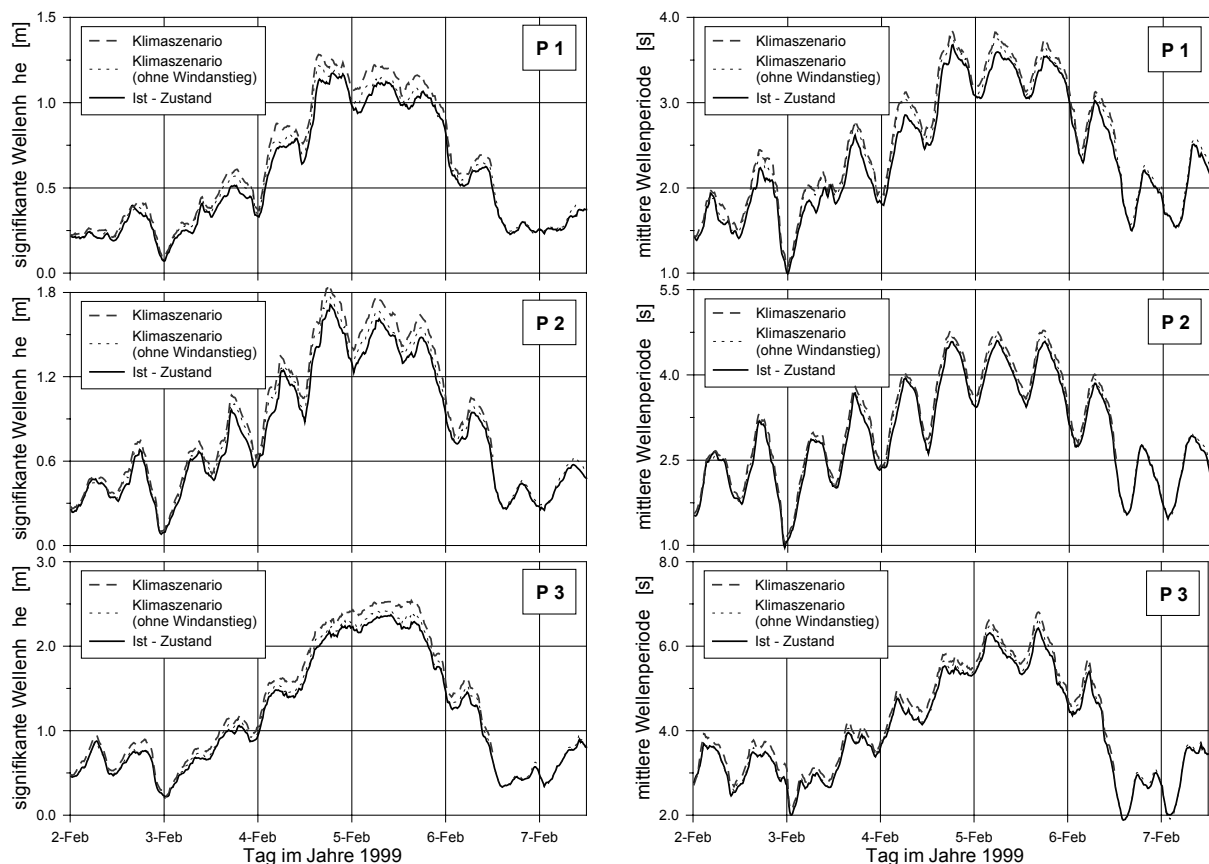 signifikante Wellenh he [m]
1.5
1.0
0.5
0.0
Klimaszenario
Klimaszenario
(ohne Windanstieg)
Ist - Zustand
P 1
mittlere Wellenperiode [s]
4.0
3.0
2.0
1.0
Klimaszenario
Klimaszenario
(ohne Windanstieg)
Ist - Zustand
P 1
signifikante Wellenh he [m]
1.8
1.2
0.6
0.0
Klimaszenario
Klimaszenario
(ohne Windanstieg)
Ist - Zustand
P 2
mittlere Wellenperiode [s]
5.5
4.0
2.5
1.0
Klimaszenario
Klimaszenario
(ohne Windanstieg)
Ist - Zustand
P 2
signifikante Wellenh he [m]
3.0
2.0
1.0
0.0
Klimaszenario
Klimaszenario
(ohne Windanstieg)
Ist - Zustand
P 3
2-Feb 3-Feb 4-Feb 5-Feb 6-Feb 7-Feb
Tag im Jahre 1999
mittlere Wellenperiode [s]
8.0
6.0
4.0
2.0
Klimaszenario
Klimaszenario
(ohne Windanstieg)
Ist - Zustand
P 3
2-Feb 3-Feb 4-Feb 5-Feb 6-Feb 7-Feb
Tag im Jahre 1999